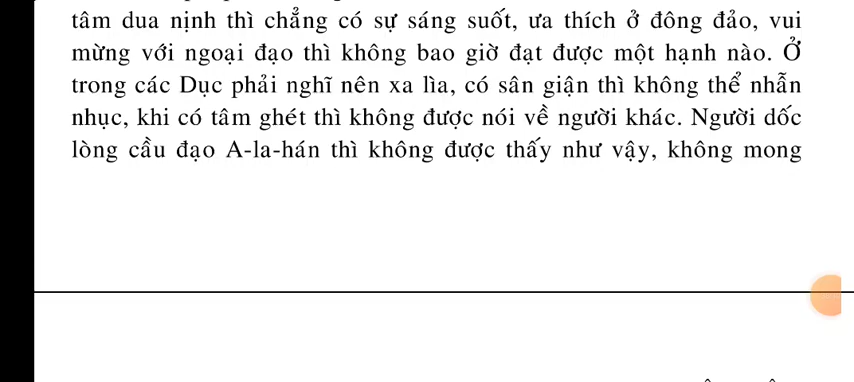 tâm dua nịnh thì chẳng có sự sáng suốt, ưa thích ở đông đảo, vui
mừng với ngoại đạo thì không bao giờ đạt được một hạnh nào. Ở
trong các Dục phải nghĩ nên xa lìa, có sân giận thì không thể nhẫn
nhục, khi có tâm ghét thì không được nói về người khác. Người dốc
lòng cầu đạo A-la-hán thì không được thấy như vậy, không mong